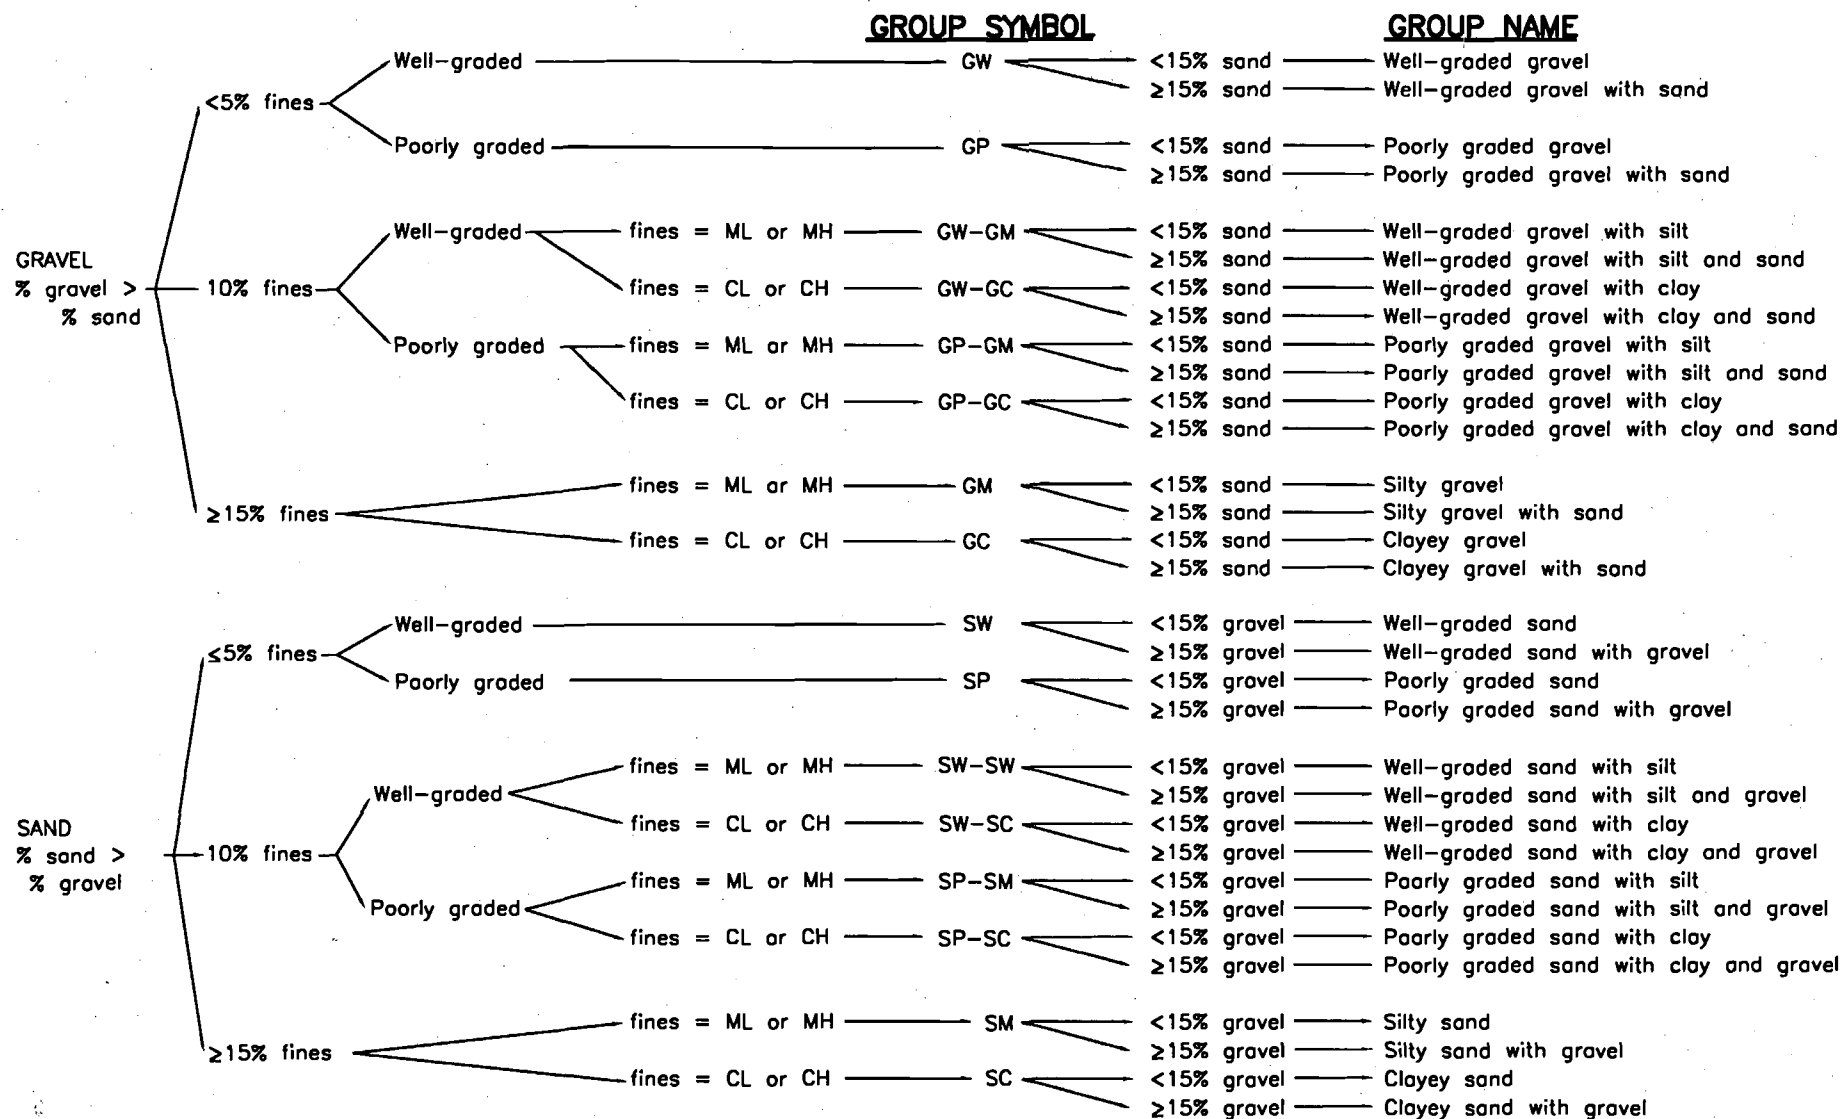 GROUP SYMBOL GROUP NAME
Well-graded GW <15% sand Well-graded gravel
<5% fines ≥15% sand Well-graded gravel with sand
Poorly graded GP <15% sand Poorly graded gravel
≥15% sand Poorly graded gravel with sand
Well-graded fines = ML or MH GW-GM <15% sand Well-graded gravel with silt
GRAVEL ≥15% sand Well-graded gravel with silt and sand
% gravel > 10% fines fines = CL or CH GW-GC <15% sand Well-graded gravel with clay
% sand ≥15% sand Well-graded gravel with clay and sand
Poorly graded fines = ML or MH GP-GM <15% sand Poorly graded gravel with silt
≥15% sand Poorly graded gravel with silt and sand
fines = CL or CH GP-GC <15% sand Poorly graded gravel with clay
≥15% sand Poorly graded gravel with clay and sand
fines = ML or MH GM <15% sand Silty gravel
≥15% fines ≥15% sand Silty gravel with sand
fines = CL or CH GC <15% sand Clayey gravel
≥15% sand Clayey gravel with sand
Well-graded SW <15% gravel Well-graded sand
≤5% fines ≥15% gravel Well-graded sand with gravel
Poorly graded SP <15% gravel Poorly graded sand
≥15% gravel Poorly graded sand with gravel
fines = ML or MH SW-SW <15% gravel Well-graded sand with silt
Well-graded ≥15% gravel Well-graded sand with silt and gravel
SAND fines = CL or CH SW-SC <15% gravel Well-graded sand with clay
% sand > 10% fines ≥15% gravel Well-graded sand with clay and gravel
% gravel fines = ML or MH SP-SM <15% gravel Poorly graded sand with silt
Poorly graded ≥15% gravel Poorly graded sand with silt and gravel
fines = CL or CH SP-SC <15% gravel Poorly graded sand with clay
≥15% gravel Poorly graded sand with clay and gravel
fines = ML or MH SM <15% gravel Silty sand
≥15% fines ≥15% gravel Silty sand with gravel
fines = CL or CH SC <15% gravel Clayey sand
≥15% gravel Clayey sand with gravel